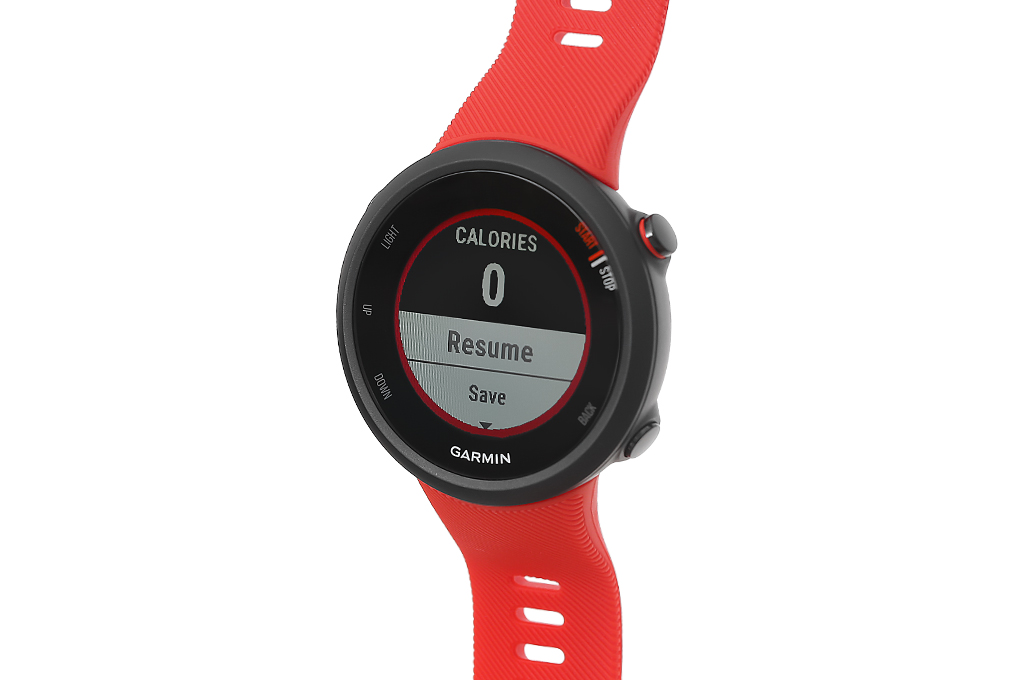 LIGHT
UP
DOWN
START
STOP
BACK
CALORIES
0
Resume
Save
GARMIN